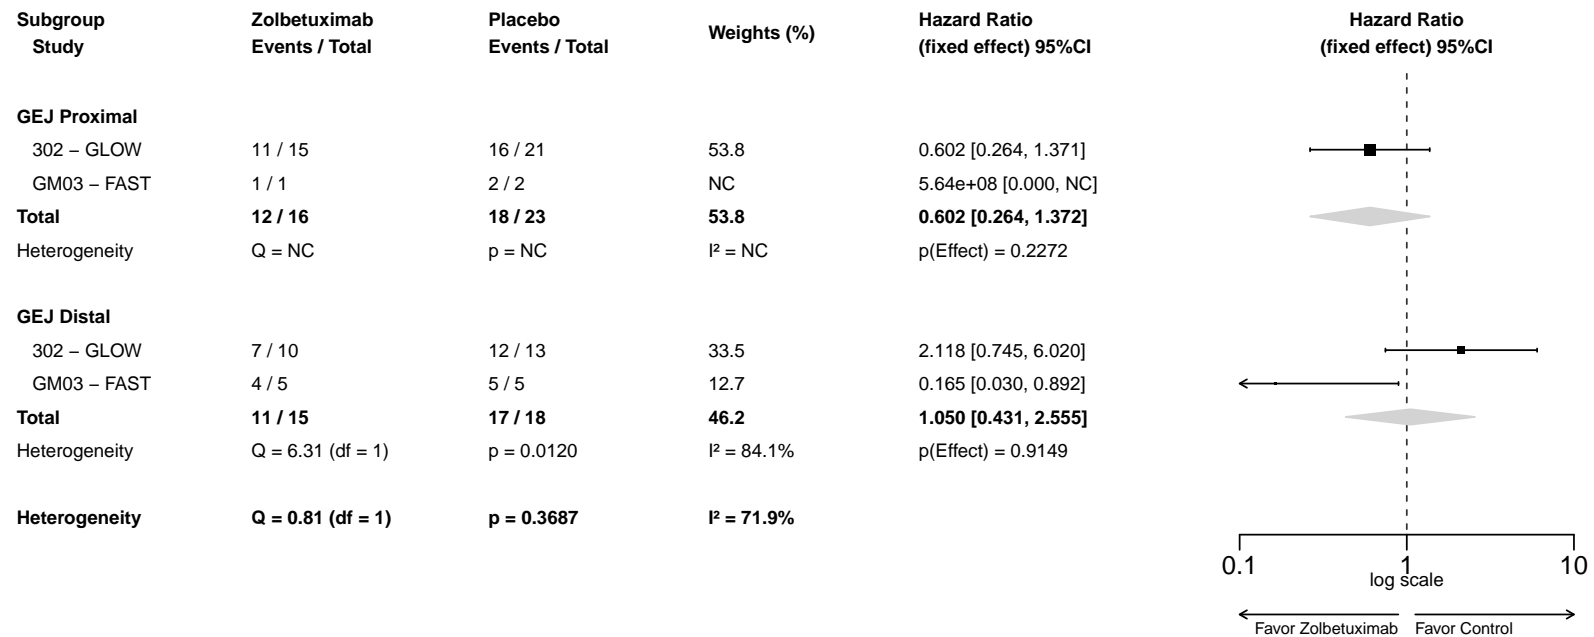 Subgroup Zolbetuximab Placebo Weights (%) Hazard Ratio Hazard Ratio
Study Events / Total Events / Total (fixed effect) 95%CI (fixed effect) 95%CI
GEJ Proximal
302 − GLOW 11 / 15 16 / 21 53.8 0.602 [0.264, 1.371]
GM03 − FAST 1 / 1 2 / 2 NC 5.64e+08 [0.000, NC]
Total 12 / 16 18 / 23 53.8 0.602 [0.264, 1.372]
Heterogeneity Q = NC p = NC I² = NC p(Effect) = 0.2272
GEJ Distal
302 − GLOW 7 / 10 12 / 13 33.5 2.118 [0.745, 6.020]
GM03 − FAST 4 / 5 5 / 5 12.7 0.165 [0.030, 0.892]
Total 11 / 15 17 / 18 46.2 1.050 [0.431, 2.555]
Heterogeneity Q = 6.31 (df = 1) p = 0.0120 I² = 84.1% p(Effect) = 0.9149
Heterogeneity Q = 0.81 (df = 1) p = 0.3687 I² = 71.9%
0.1 1 10
log scale
Favor Zolbetuximab Favor Control